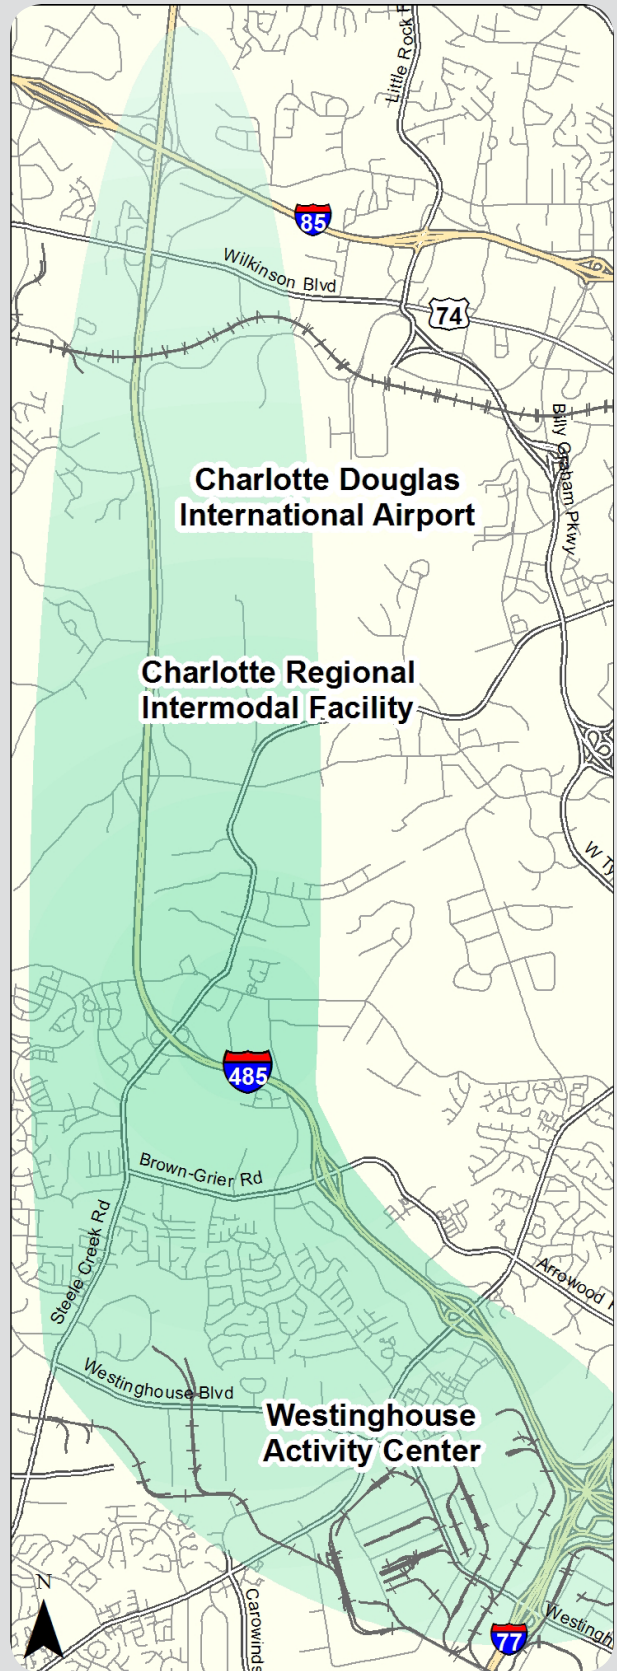 Little Rock
85
Wilkinson Blvd
74
Billy Graham Pkwy
Charlotte Douglas
International Airport
Charlotte Regional
Intermodal Facility
W
485
Brown-Grier Rd
Steele Creek Rd
Arrowood
Westinghouse Blvd
Westinghouse
Activity Center
N
Carowinds
Westingh
77